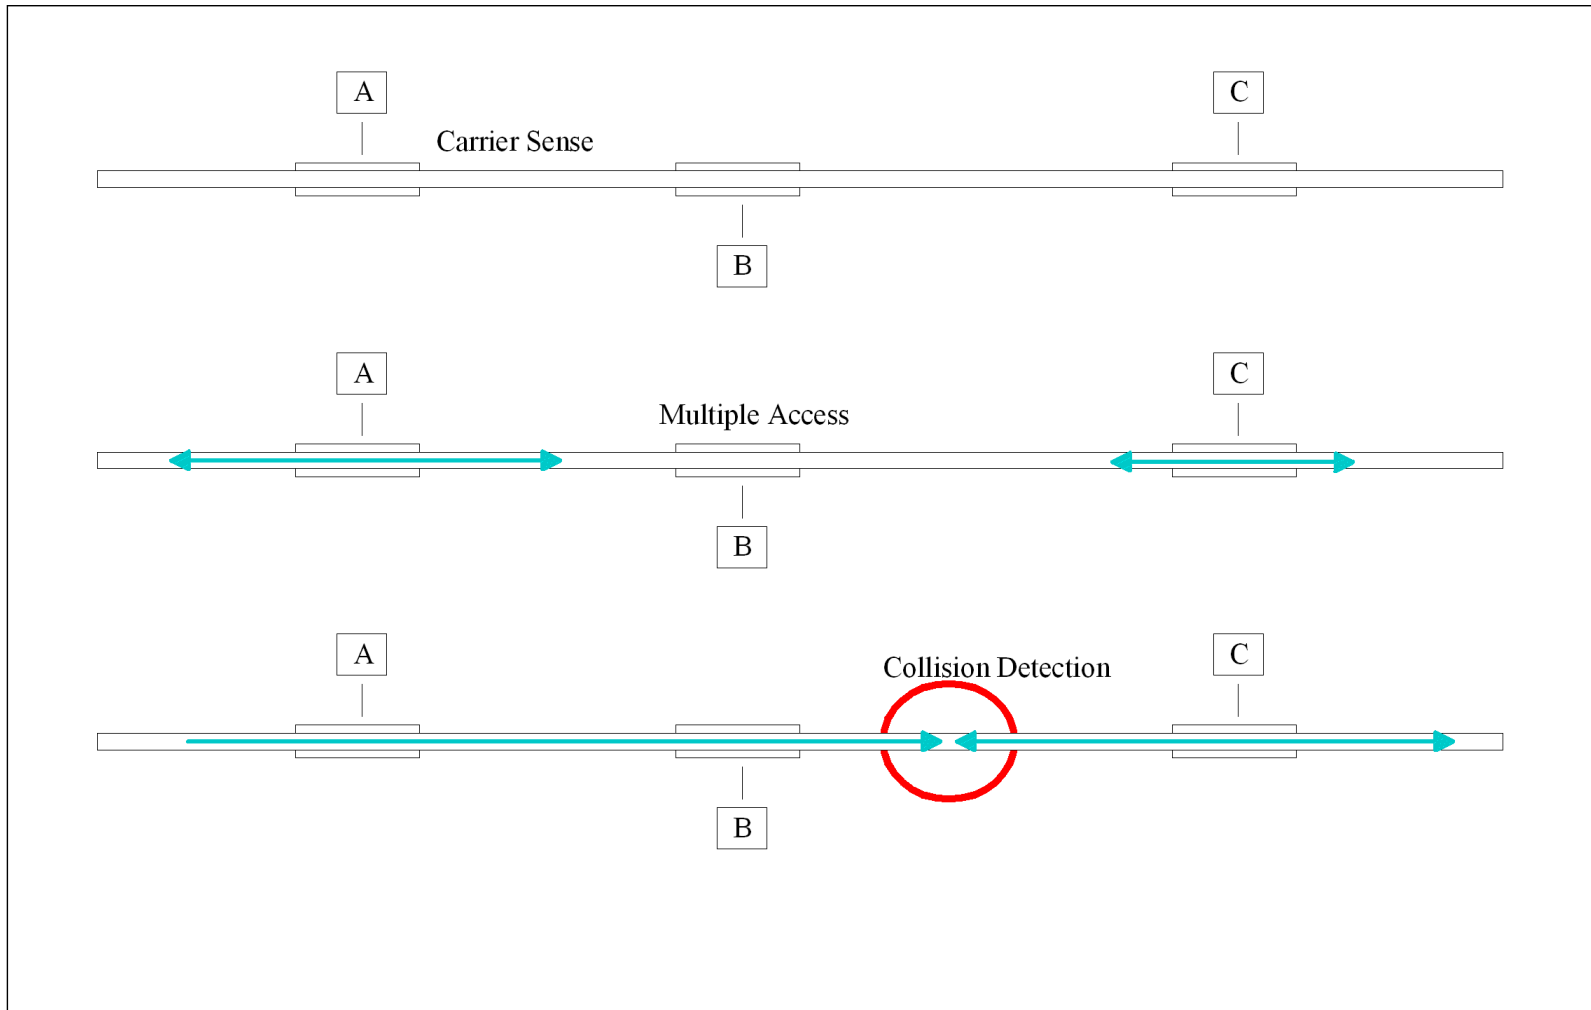 A
C
Carrier Sense
B
A
C
Multiple Access
B
A
C
Collision Detection
B